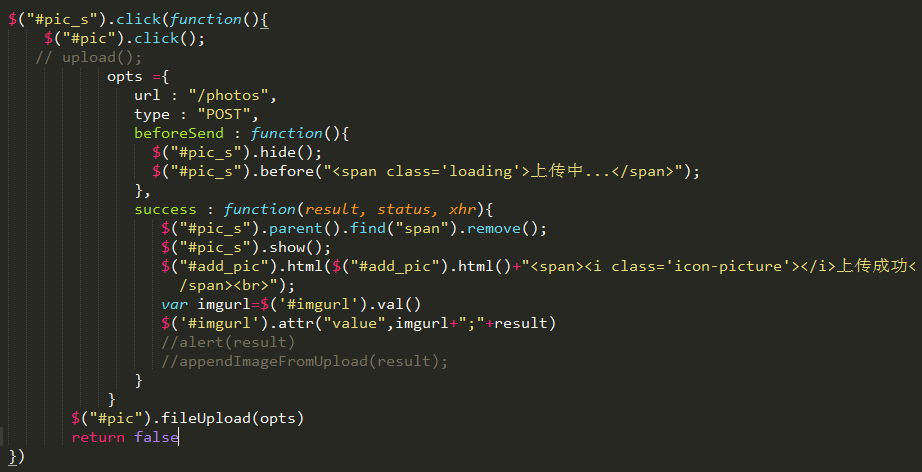 $("#pic_s").click(function(){
$("#pic").click();
// upload();
opts ={
url : "/photos",
type : "POST",
beforeSend : function(){
$("#pic_s").hide();
$("#pic_s").before("<span class='loading'>上传中...</span>");
},
success : function(result, status, xhr){
$("#pic_s").parent().find("span").remove();
$("#pic_s").show();
$("#add_pic").html($("#add_pic").html()+"<span><i class='icon-picture'></i>上传成功<
/span><br>");
var imgurl=$('#imgurl').val()
$('#imgurl').attr("value",imgurl+";"+result)
//alert(result)
//appendImageFromUpload(result);
}
}
$("#pic").fileUpload(opts)
return false
})